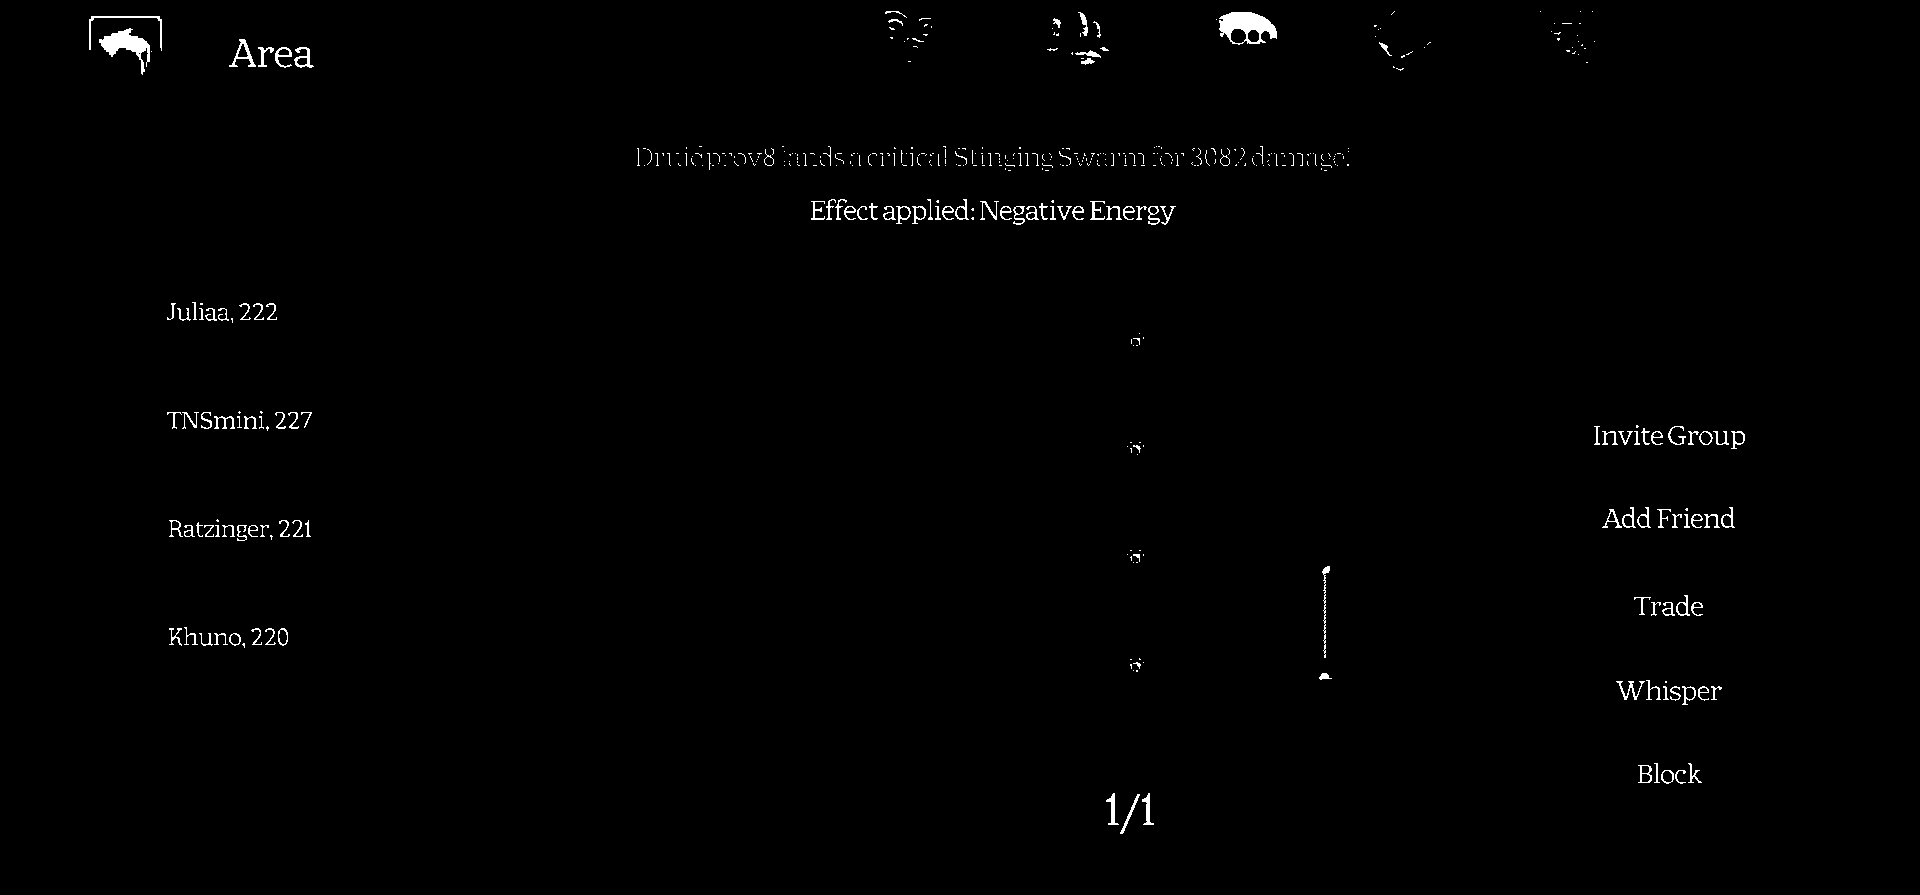 Area
Druidprov8 lands a critical Stinging Swarm for 3082 damage!
Effect applied: Negative Energy
Juliaa, 222
TNSmini, 227
Ratzinger, 221
Khuno, 220
Invite Group
Add Friend
Trade
Whisper
Block
1/1